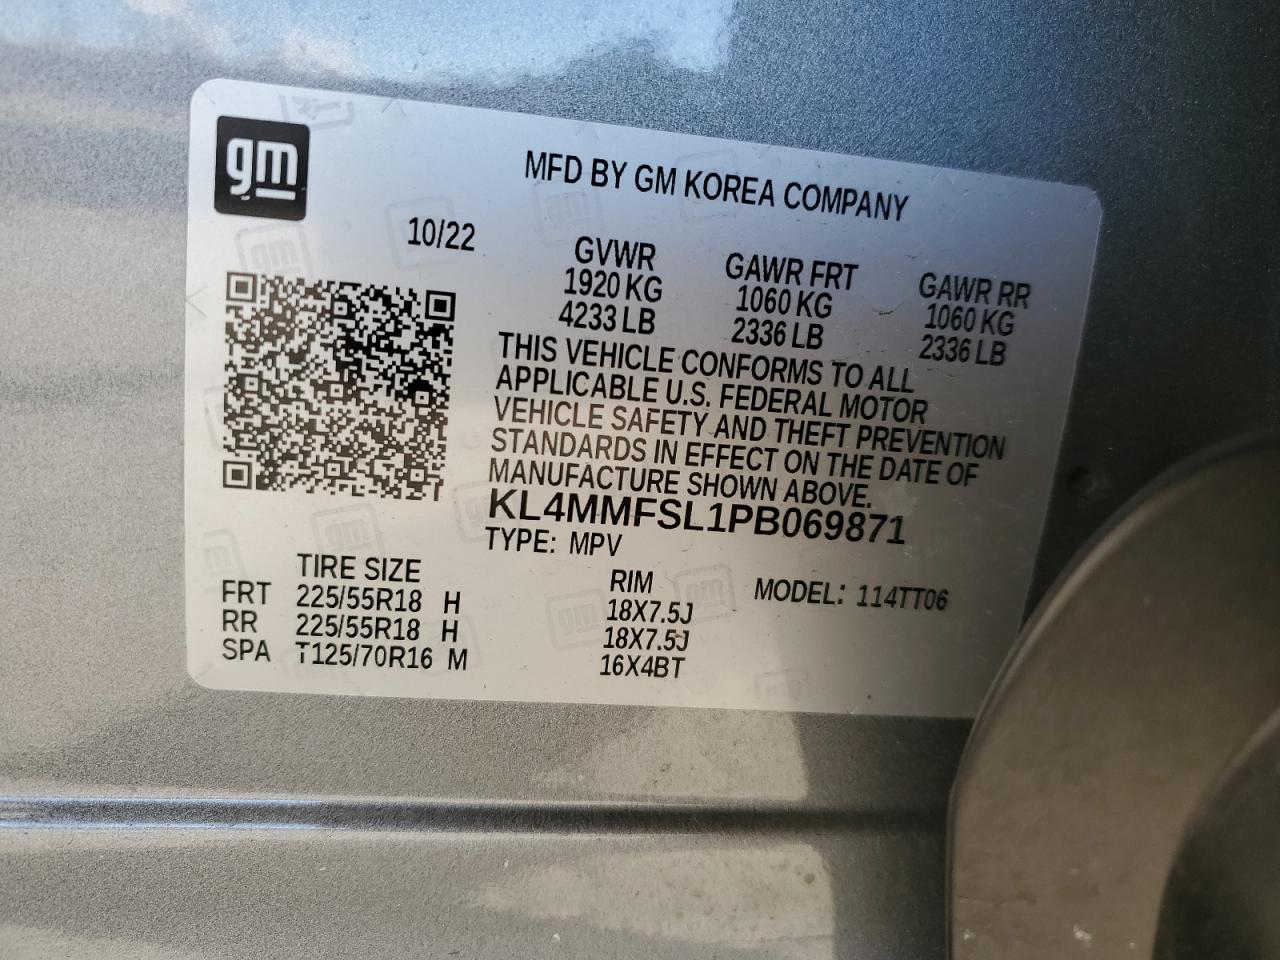 gm
MFD BY GM KOREA COMPANY
10/22
GVWR GAWR FRT GAWR RR
1920 KG 1060 KG 1060 KG
4233 LB 2336 LB 2336 LB
THIS VEHICLE CONFORMS TO ALL
APPLICABLE U.S. FEDERAL MOTOR
VEHICLE SAFETY AND THEFT PREVENTION
STANDARDS IN EFFECT ON THE DATE OF
MANUFACTURE SHOWN ABOVE.
KL4MMFSL1PB069871
TYPE: MPV
TIRE SIZE RIM MODEL: 114TT06
FRT 225/55R18 H 18X7.5J
RR 225/55R18 H 18X7.5J
SPA T125/70R16 M 16X4BT